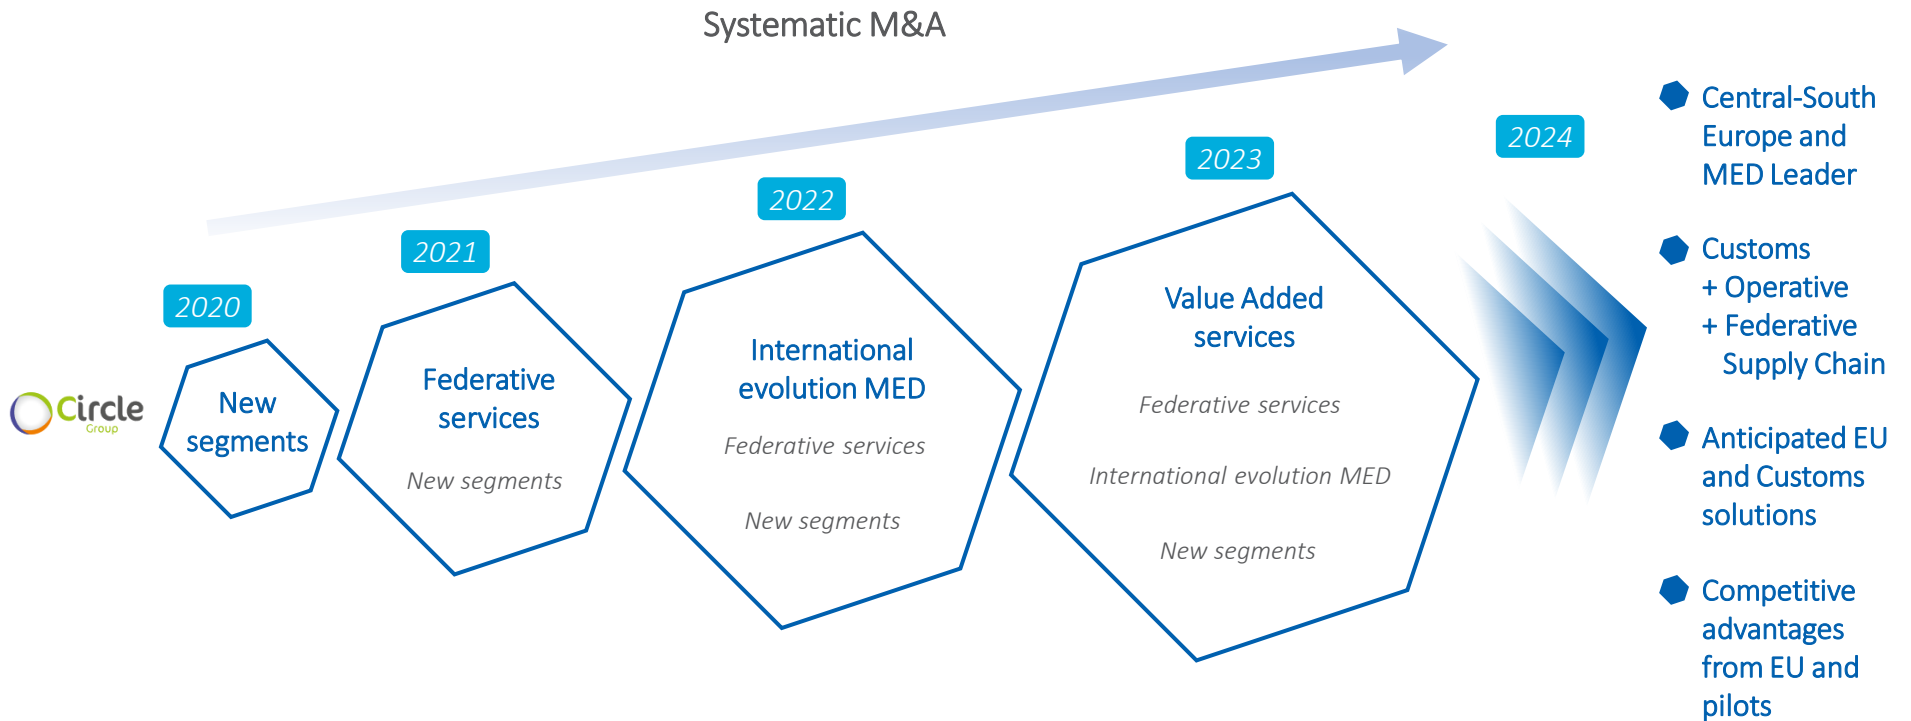 Systematic M&A
Circle
Group
2020
New
segments
2021
Federative
services
New segments
2022
International
evolution MED
Federative services
New segments
2023
Value Added
services
Federative services
International evolution MED
New segments
2024
Central-South
Europe and
MED Leader
Customs
+ Operative
+ Federative
Supply Chain
Anticipated EU
and Customs
solutions
Competitive
advantages
from EU and
pilots